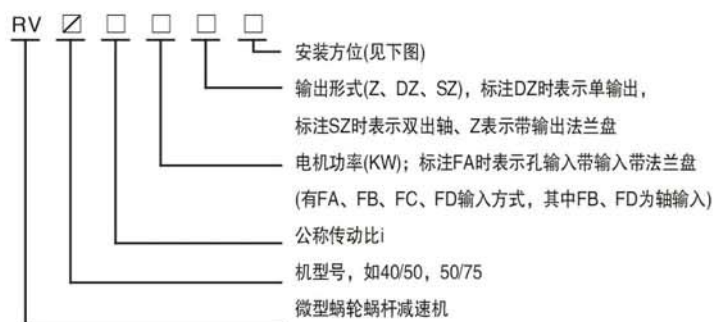 RV
安装方位(见下图)
输出形式(Z、DZ、SZ)，标注DZ时表示单输出，
标注SZ时表示双出轴、Z表示带输出法兰盘
电机功率(KW)；标注FA时表示孔输入带输入带法兰盘
(有FA、FB、FC、FD输入方式，其中FB、FD为轴输入)
公称传动比i
机型号，如40/50，50/75
微型蜗轮蜗杆减速机